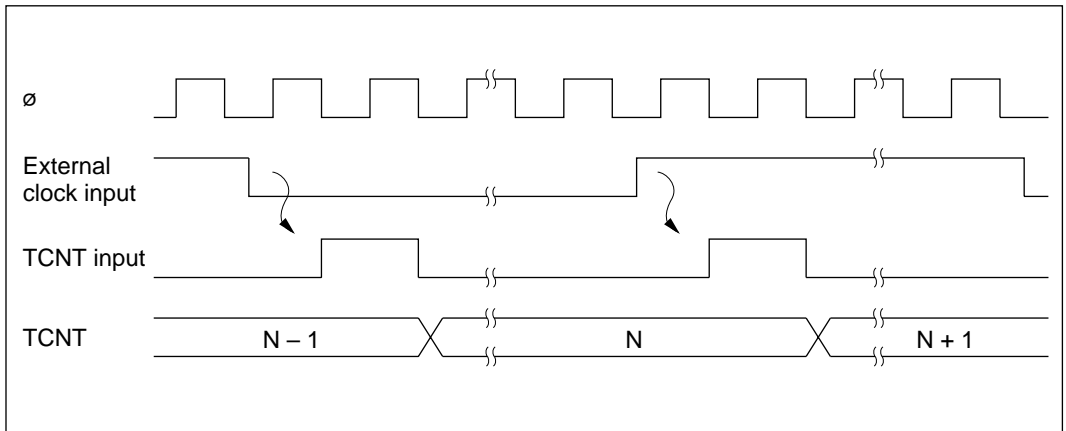 ø
External
clock input
TCNT input
TCNT
N – 1
N
N + 1